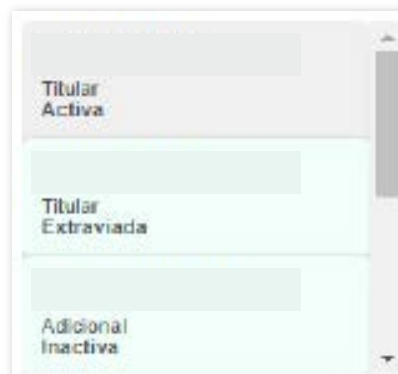 Titular
Activa
Titular
Extraviada
Adicional
Inactiva